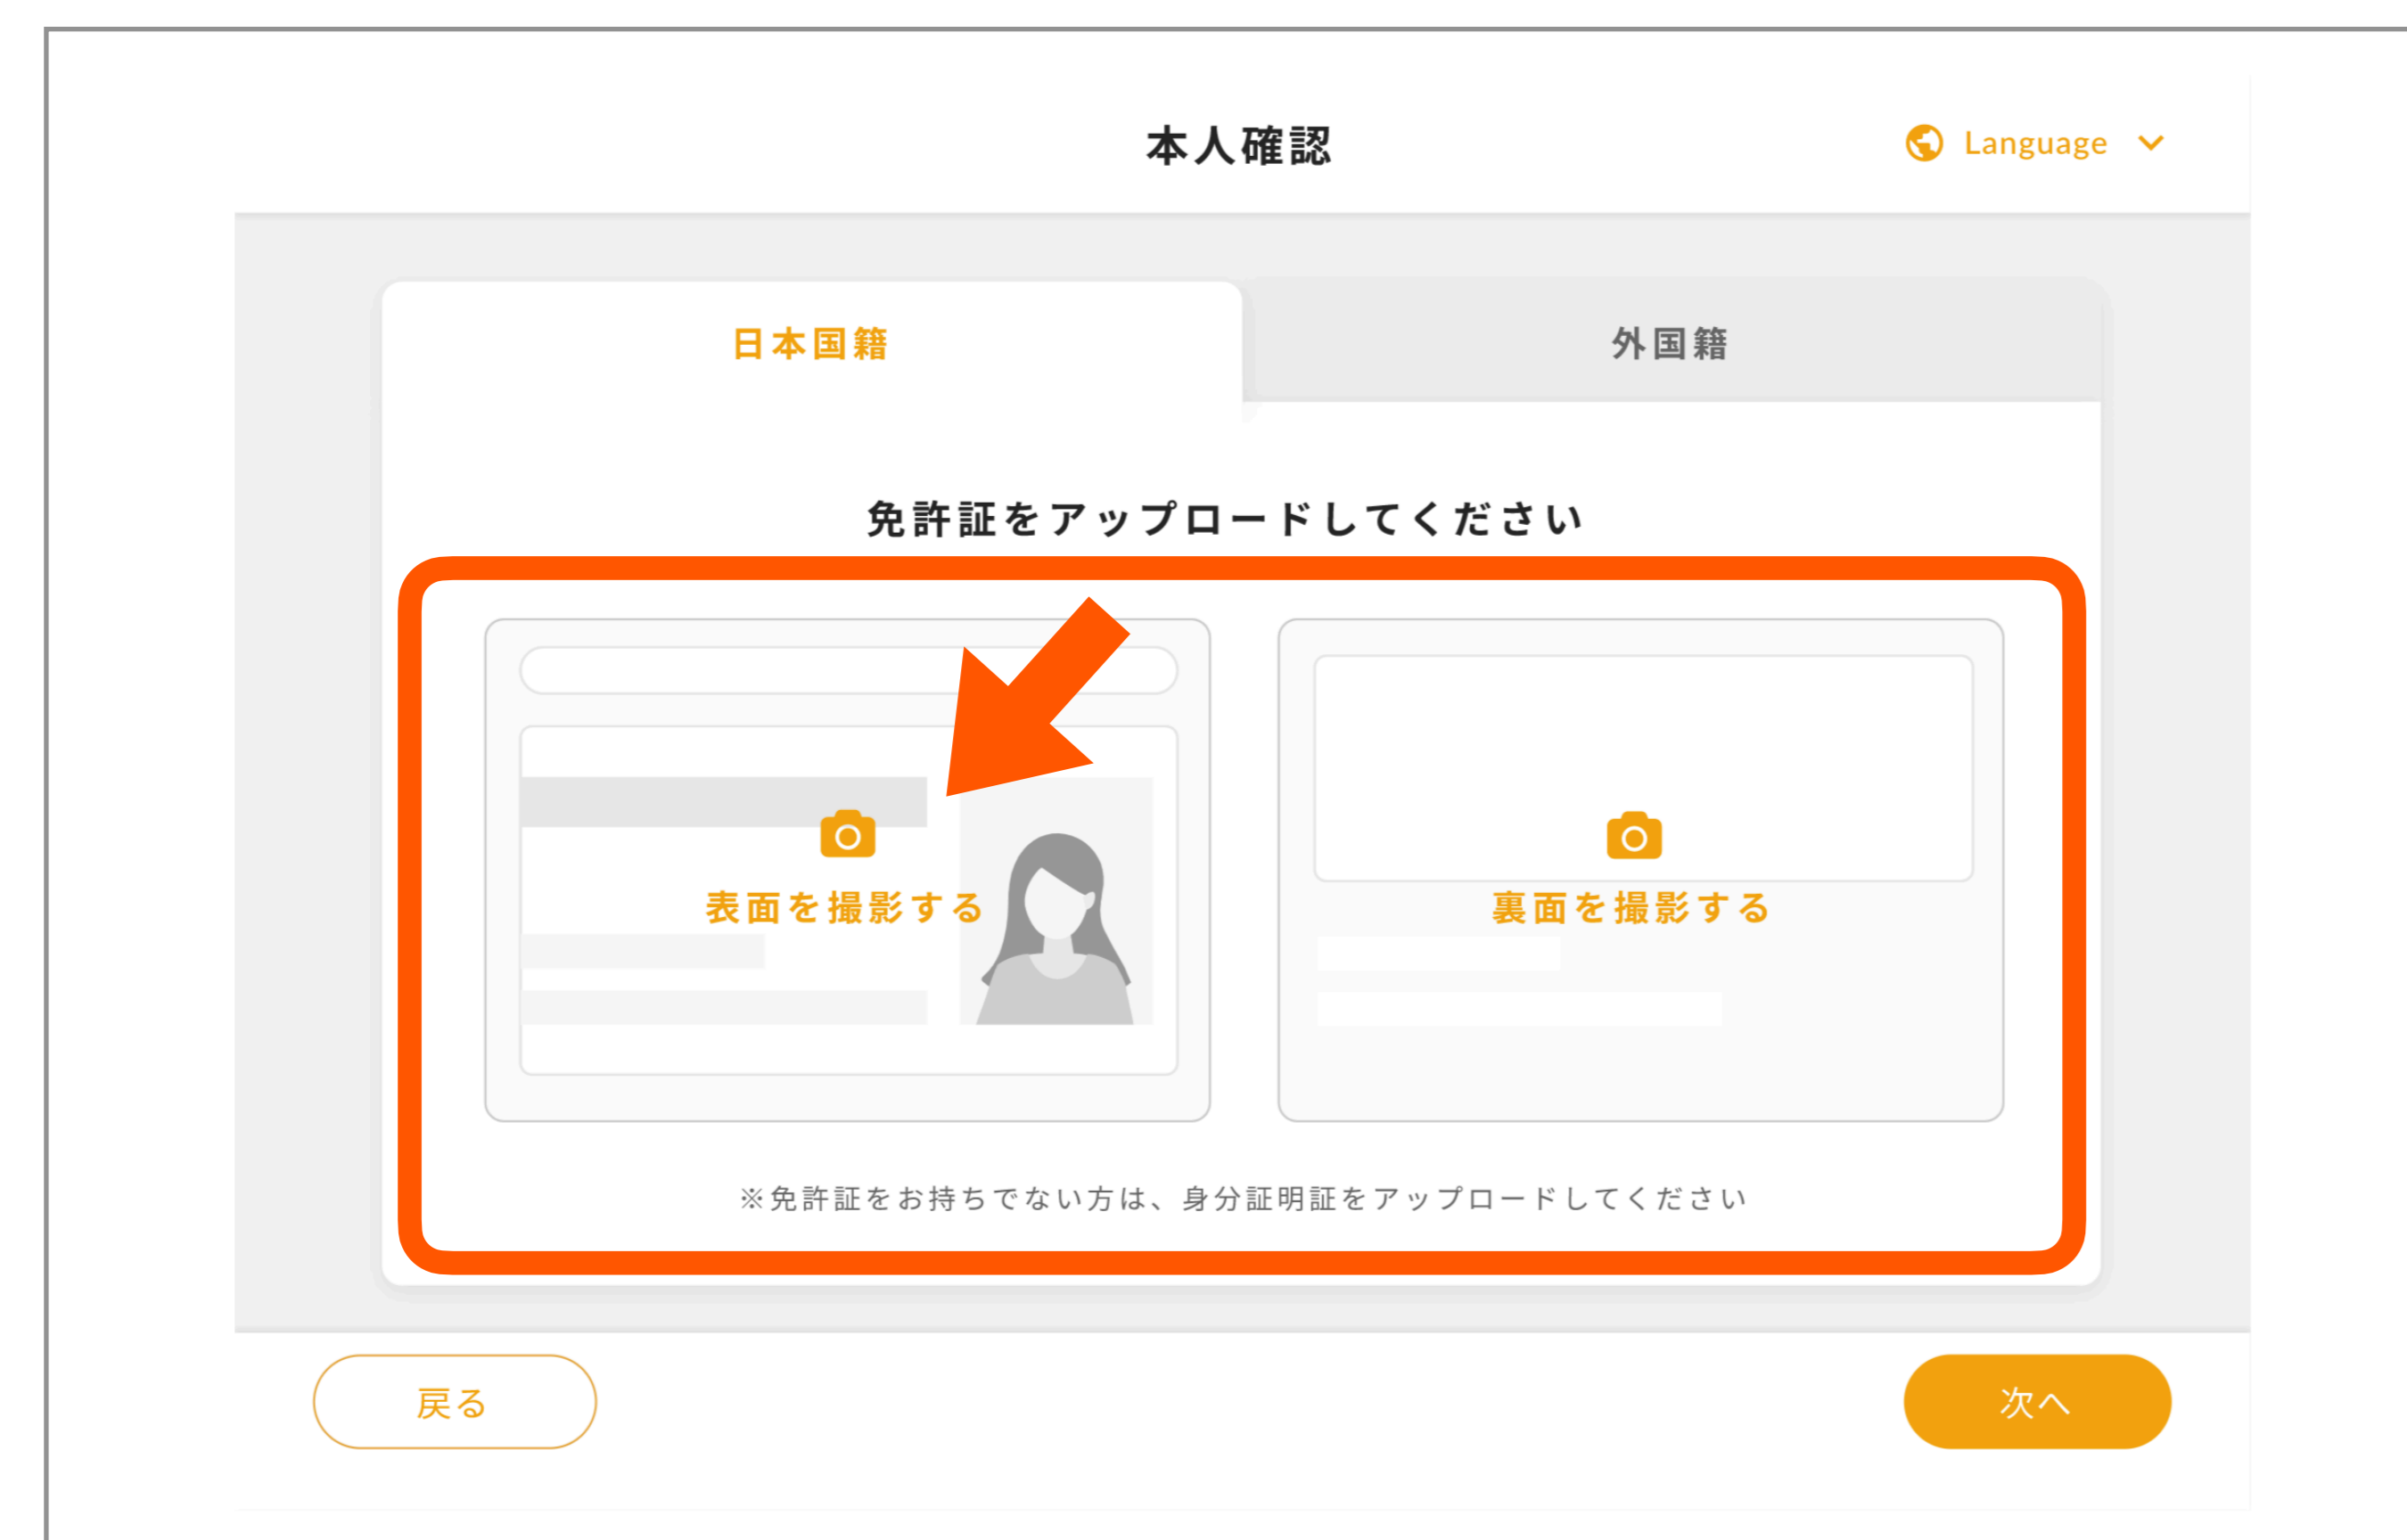 本人確認
Language
日本国籍
外国籍
免許証をアップロードしてください
表面を撮影する
裏面を撮影する
※免許証をお持ちでない方は、身分証明証をアップロードしてください
戻る
次へ